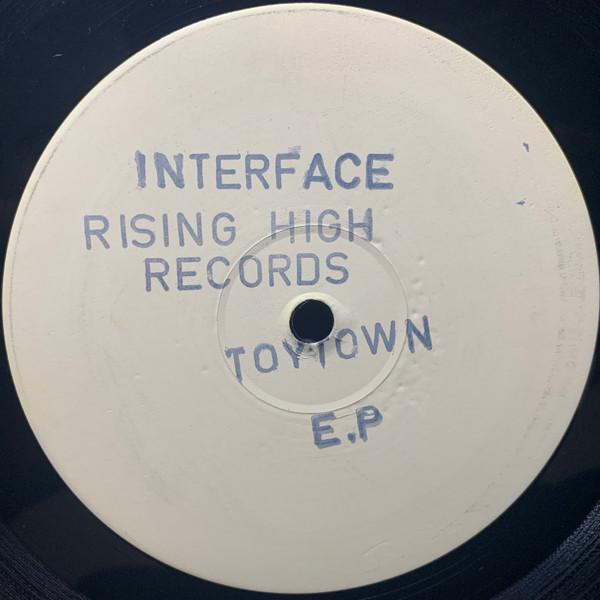 INTERFACE
RISING HIGH
RECORDS
TOYTOWN
E.P